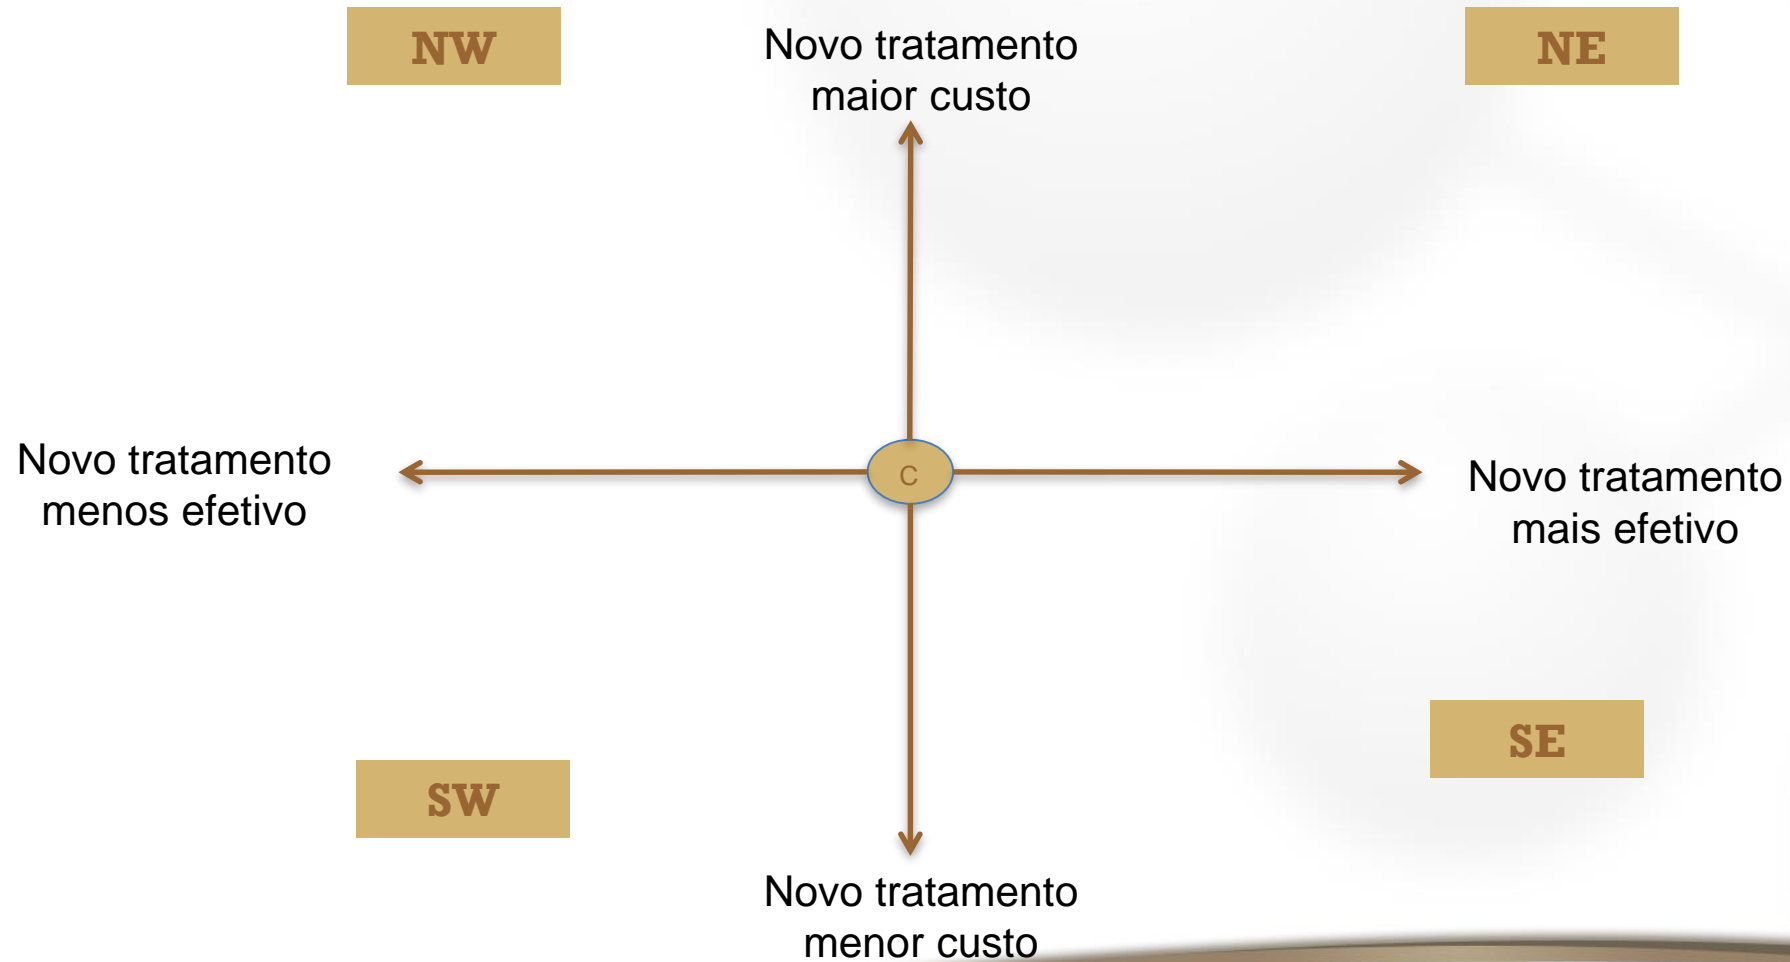 NW
Novo tratamento
maior custo
NE
Novo tratamento
menos efetivo
C
Novo tratamento
mais efetivo
SE
SW
Novo tratamento
menor custo